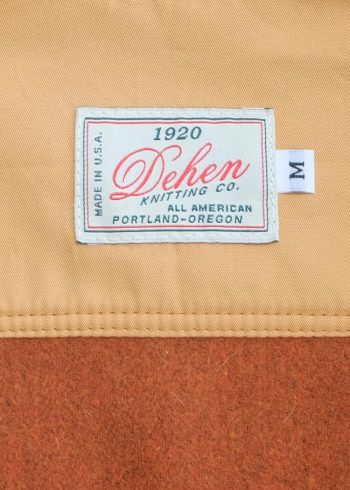 1920
MADE IN U.S.A.
Dehen
KNITTING CO.
ALL AMERICAN
PORTLAND-OREGON
M